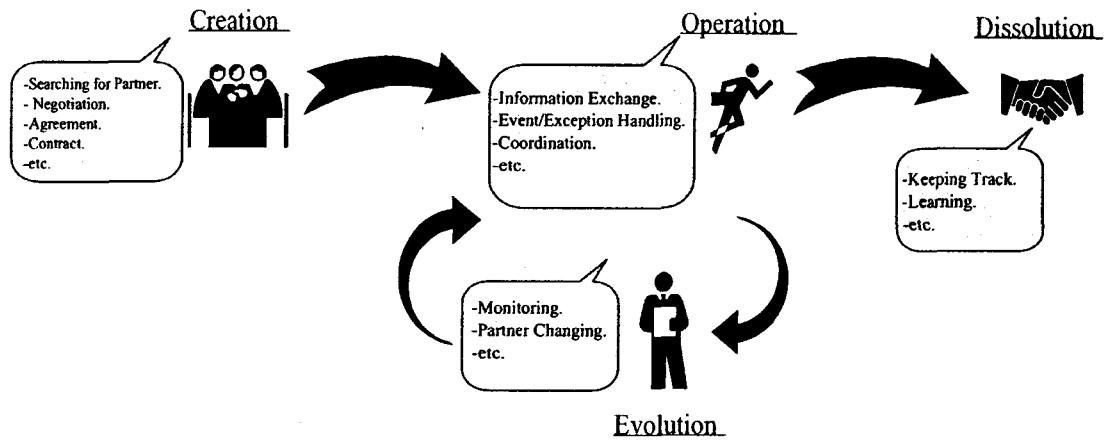 Creation
-Searching for Partner.
- Negotiation.
-Agreement.
-Contract.
-etc.
Operation
-Information Exchange.
-Event/Exception Handling.
-Coordination.
-etc.
Dissolution
-Keeping Track.
-Learning.
-etc.
-Monitoring.
-Partner Changing.
-etc.
Evolution